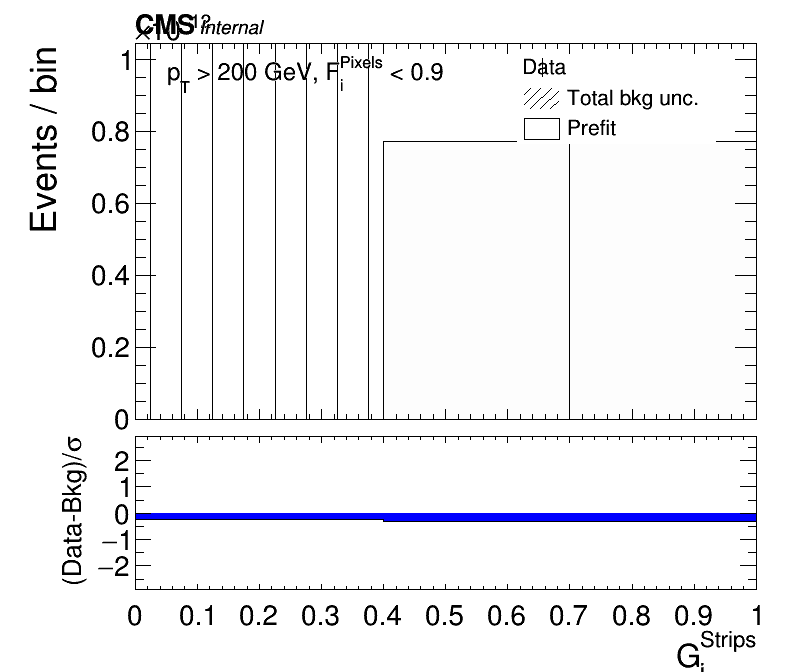 CMS Internal
×10¹²
p_T > 200 GeV, F_i^Pixels < 0.9
Data
Total bkg unc.
Prefit
Events / bin
1
0.8
0.6
0.4
0.2
0
(Data-Bkg)/σ
2
1
0
−1
−2
0 0.1 0.2 0.3 0.4 0.5 0.6 0.7 0.8 0.9 1
G_i^Strips